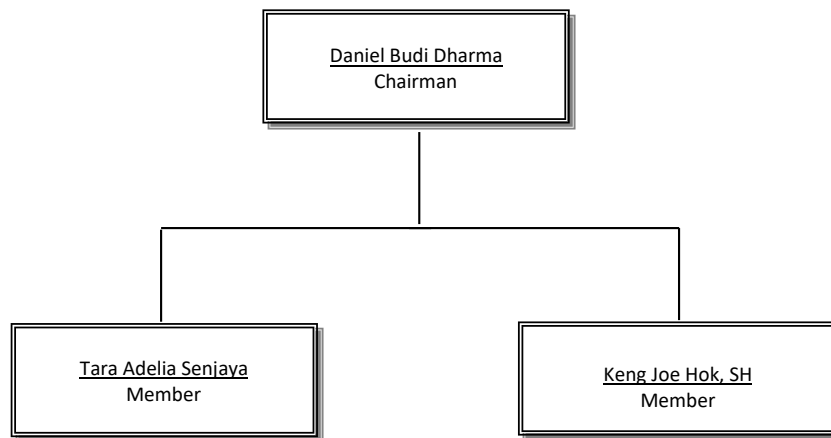 Daniel Budi Dharma
Chairman
Tara Adelia Senjaya
Member
Keng Joe Hok, SH
Member